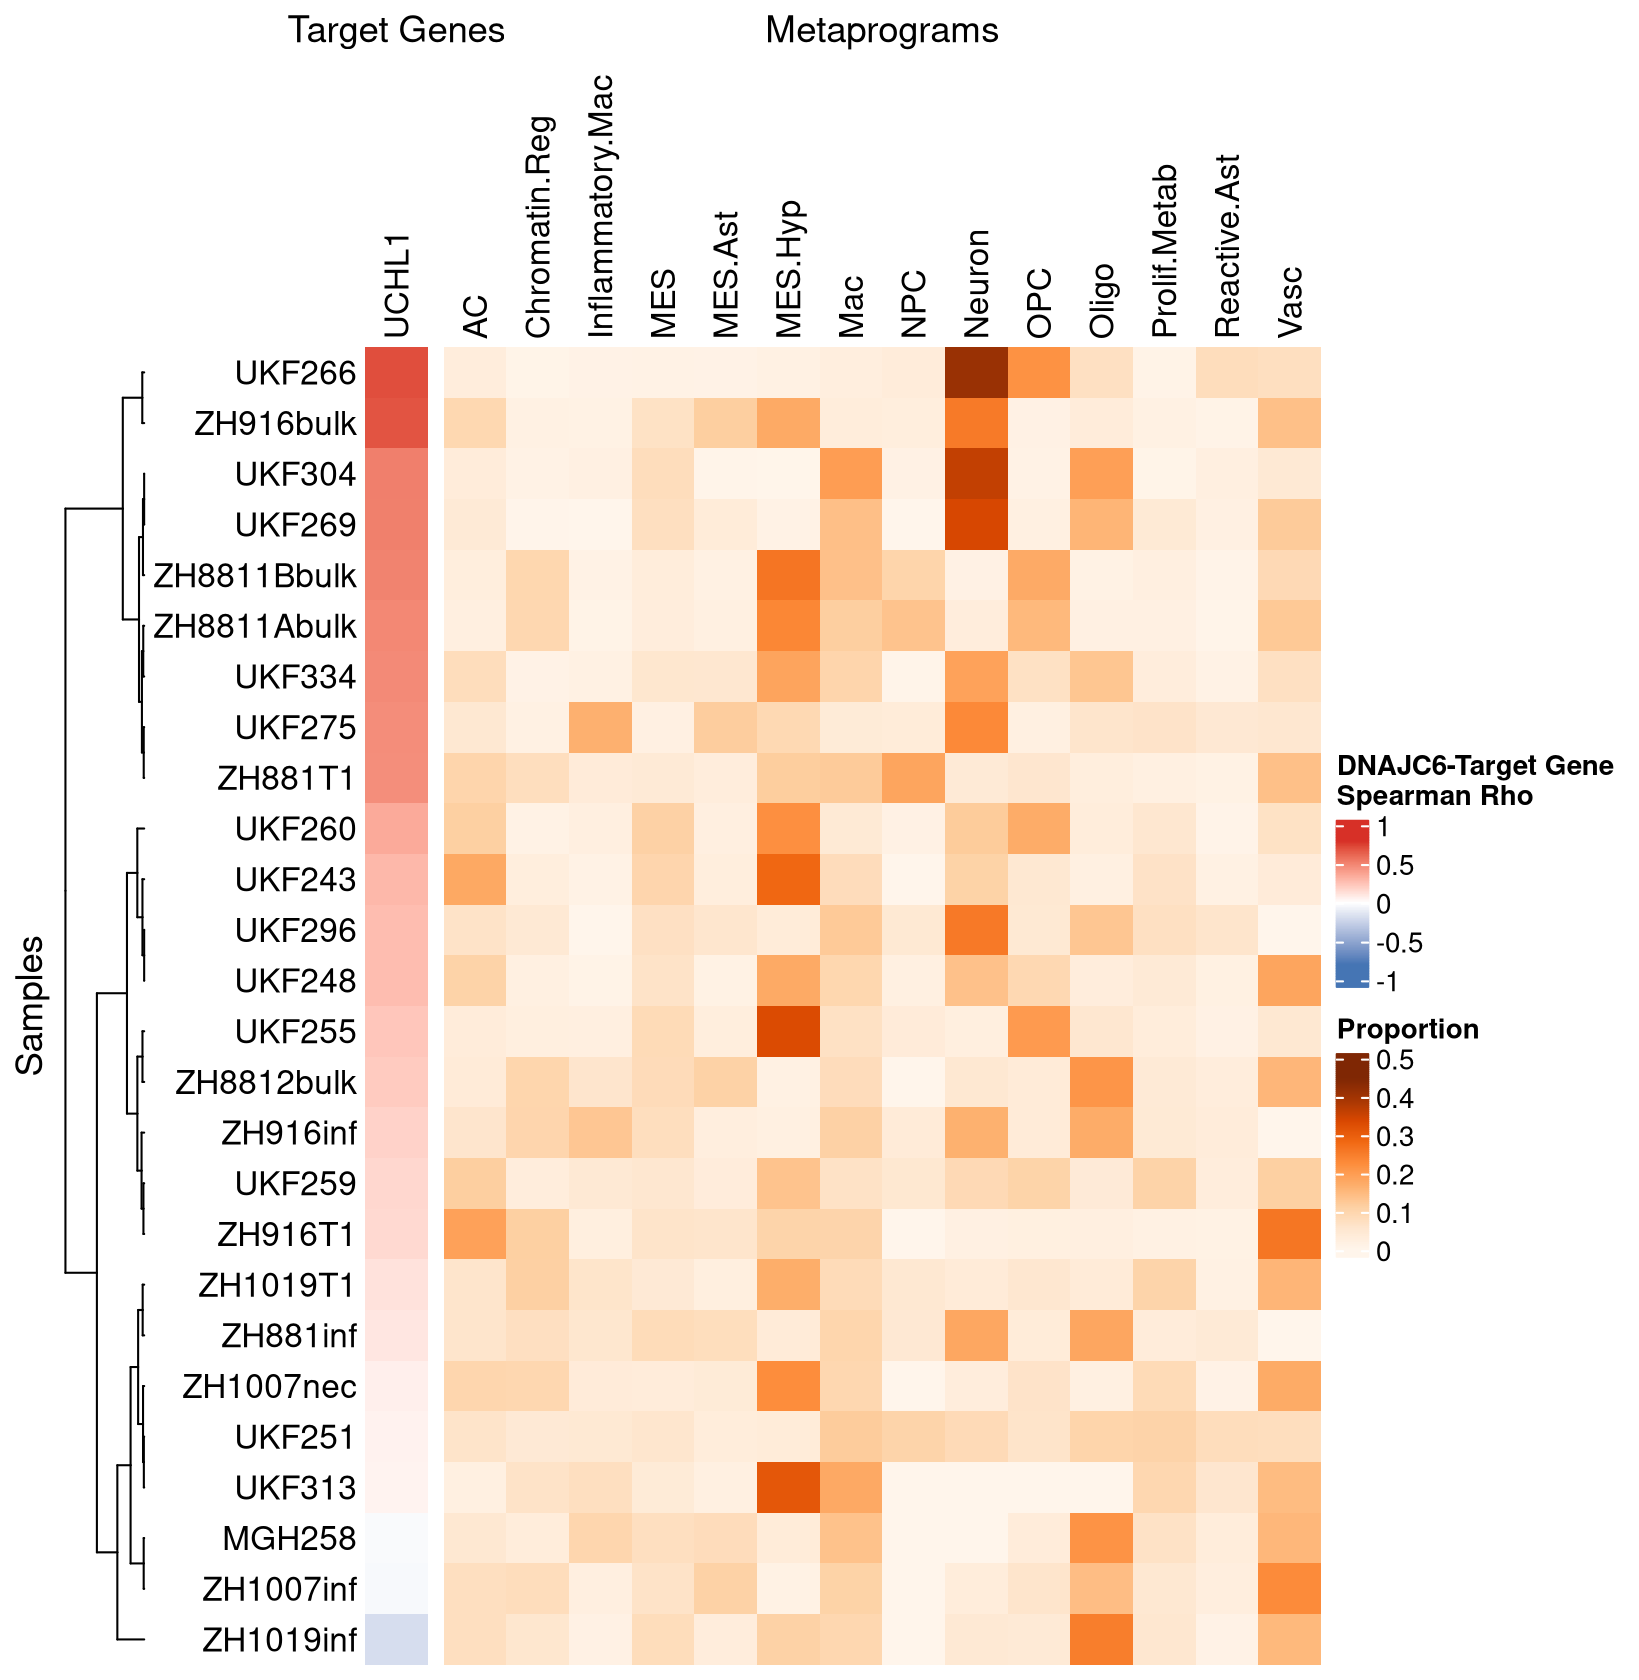 Target Genes
Metaprograms
UCHL1
AC
Chromatin.Reg
Inflammatory.Mac
MES
MES.Ast
MES.Hyp
Mac
NPC
Neuron
OPC
Oligo
Prolif.Metab
Reactive.Ast
Vasc
Samples
UKF266
ZH916bulk
UKF304
UKF269
ZH8811Bbulk
ZH8811Abulk
UKF334
UKF275
ZH881T1
UKF260
UKF243
UKF296
UKF248
UKF255
ZH8812bulk
ZH916inf
UKF259
ZH916T1
ZH1019T1
ZH881inf
ZH1007nec
UKF251
UKF313
MGH258
ZH1007inf
ZH1019inf
DNAJC6-Target Gene
Spearman Rho
1
0.5
0
-0.5
-1
Proportion
0.5
0.4
0.3
0.2
0.1
0